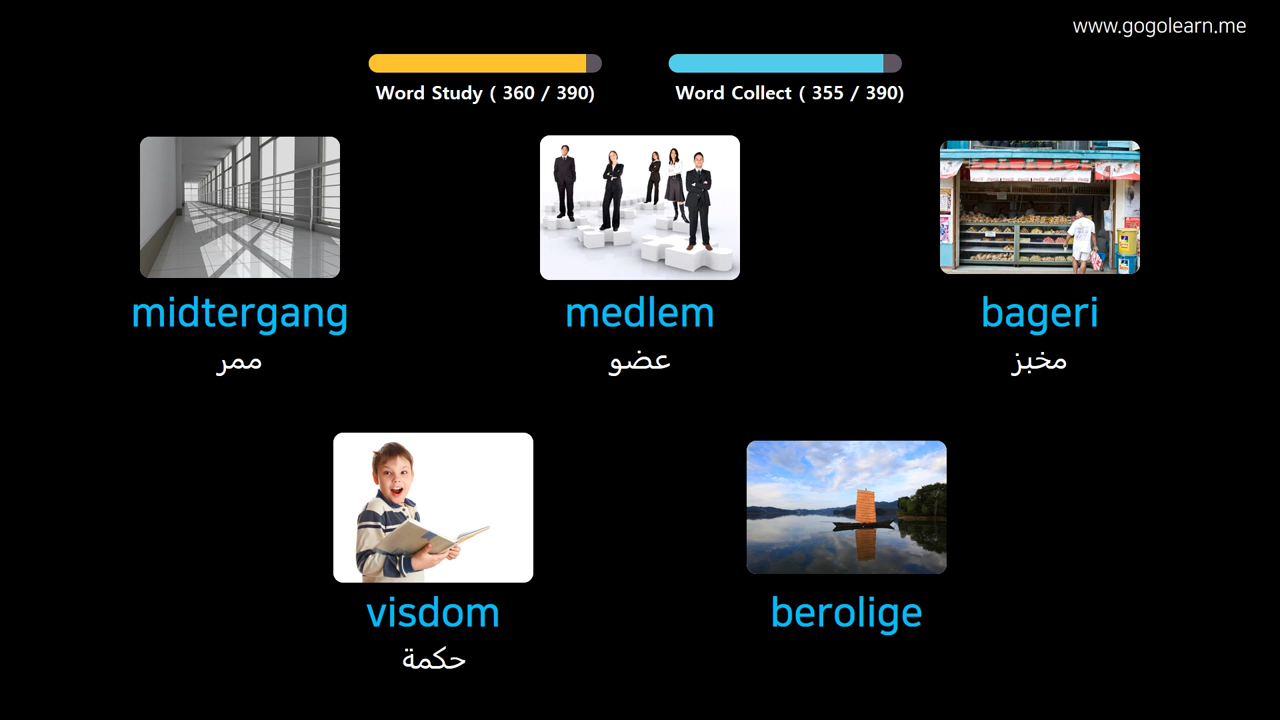 www.gogolearn.me
Word Study ( 360 / 390)
Word Collect ( 355 / 390)
midtergang
ممر
medlem
عضو
bageri
مخبز
visdom
حكمة
berolige